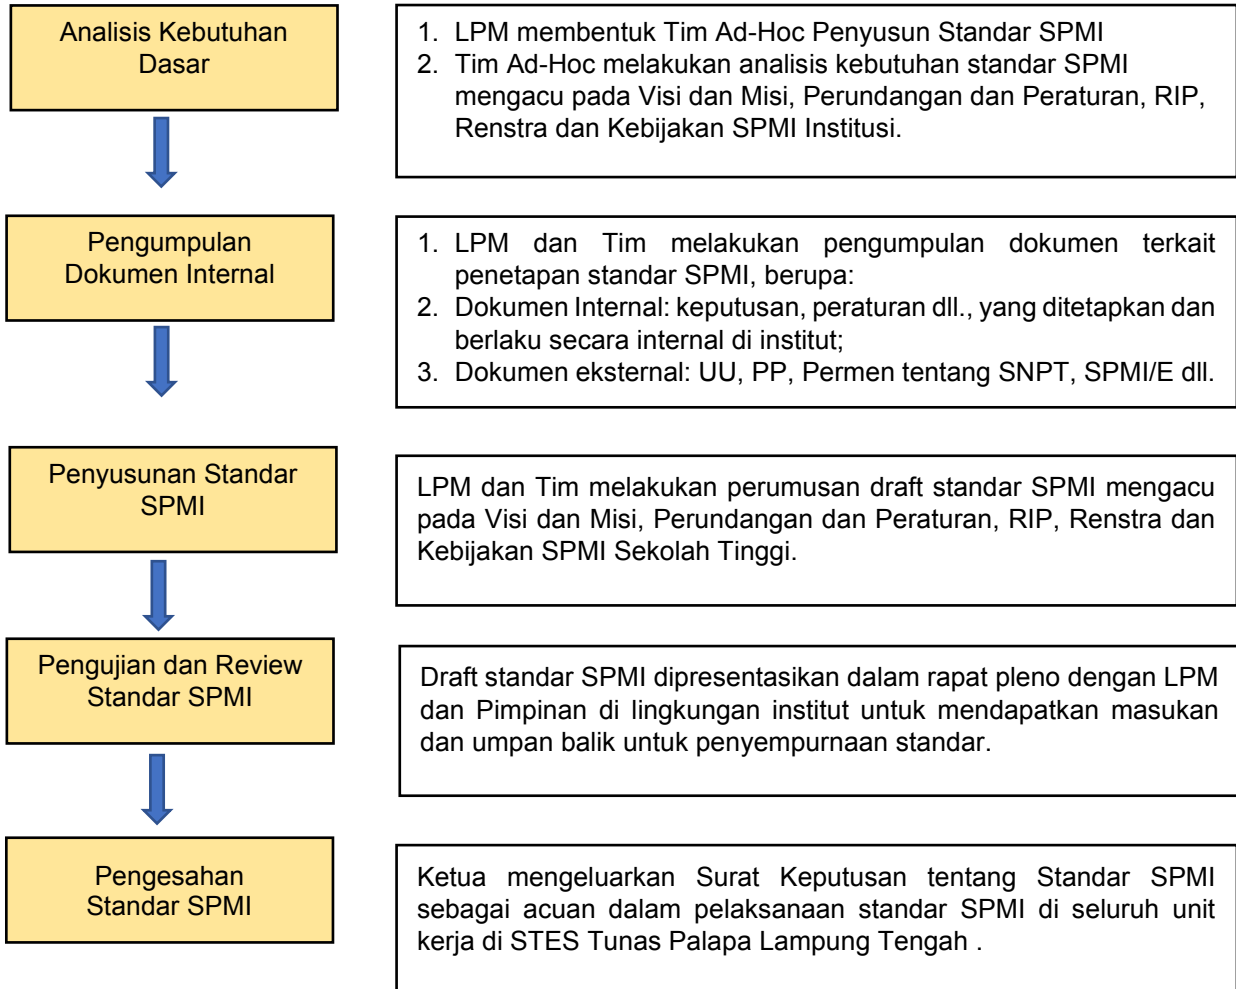 Analisis Kebutuhan
Dasar
1. LPM membentuk Tim Ad-Hoc Penyusun Standar SPMI
2. Tim Ad-Hoc melakukan analisis kebutuhan standar SPMI
mengacu pada Visi dan Misi, Perundangan dan Peraturan, RIP,
Renstra dan Kebijakan SPMI Institusi.
Pengumpulan
Dokumen Internal
1. LPM dan Tim melakukan pengumpulan dokumen terkait
penetapan standar SPMI, berupa:
2. Dokumen Internal: keputusan, peraturan dll., yang ditetapkan dan
berlaku secara internal di institut;
3. Dokumen eksternal: UU, PP, Permen tentang SNPT, SPMI/E dll.
Penyusunan Standar
SPMI
LPM dan Tim melakukan perumusan draft standar SPMI mengacu
pada Visi dan Misi, Perundangan dan Peraturan, RIP, Renstra dan
Kebijakan SPMI Sekolah Tinggi.
Pengujian dan Review
Standar SPMI
Draft standar SPMI dipresentasikan dalam rapat pleno dengan LPM
dan Pimpinan di lingkungan institut untuk mendapatkan masukan
dan umpan balik untuk penyempurnaan standar.
Pengesahan
Standar SPMI
Ketua mengeluarkan Surat Keputusan tentang Standar SPMI
sebagai acuan dalam pelaksanaan standar SPMI di seluruh unit
kerja di STES Tunas Palapa Lampung Tengah .